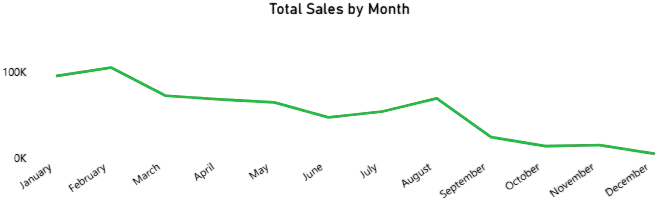 Total Sales by Month
100K
0K
January
February
March
April
May
June
July
August
September
October
November
December